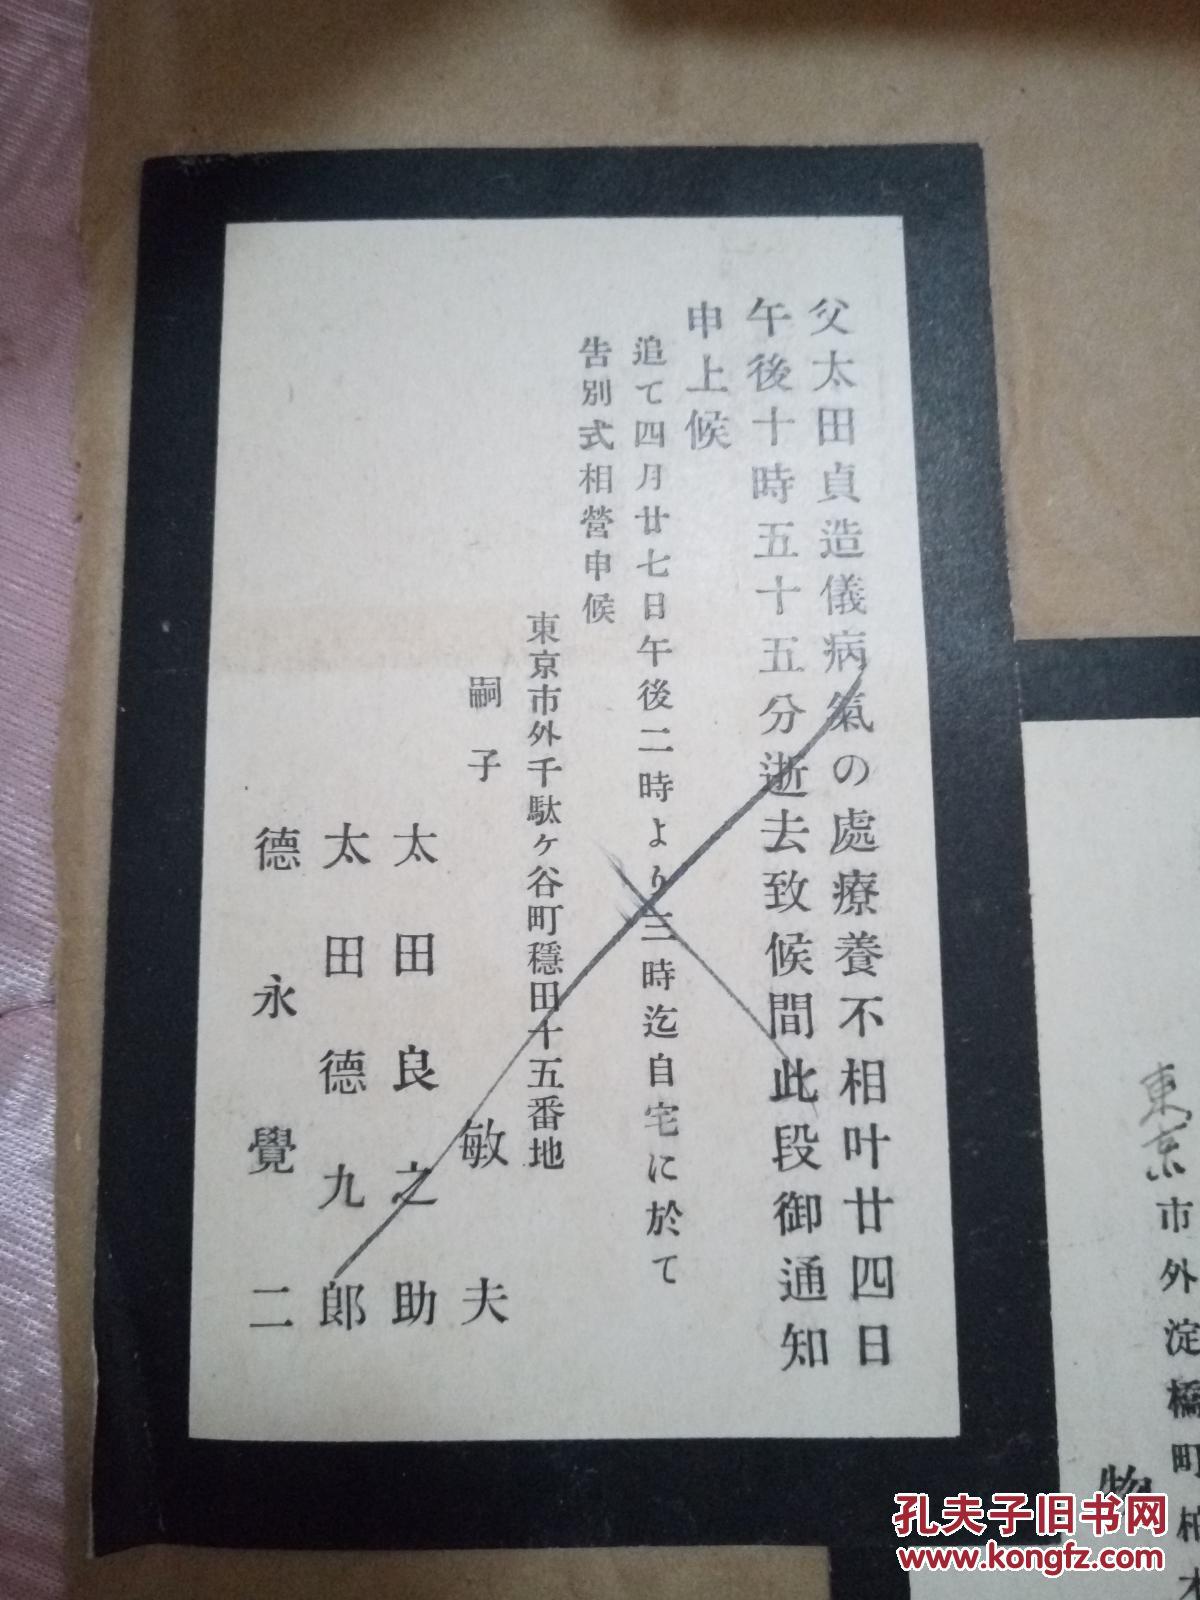 父太田貞造儀病氣の處療養不相叶廿四日
午後十時五十五分逝去致候間此段御通知
申上候
追て四月廿七日午後二時より三時迄自宅に於て
告別式相營申候
東京市外千駄ヶ谷町穩田十五番地
嗣子 敏夫
太田良之助
太田德九郎
德永覺二
東京市外淀橋町柏木
孔夫子旧书网
www.kongfz.com